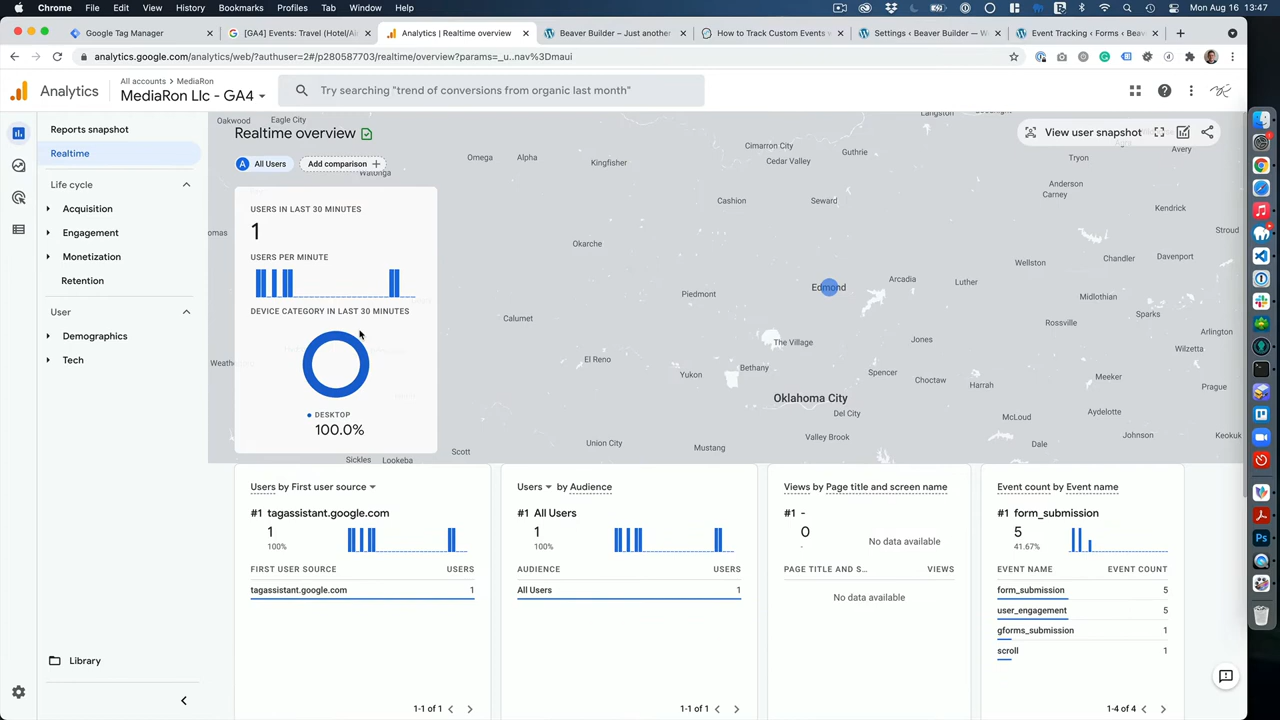 Chrome File Edit View History Bookmarks Profiles Tab Window Help Mon Aug 16 13:47
Google Tag Manager
[GA4] Events: Travel (Hotel/Ai
Analytics | Realtime overview
Beaver Builder – Just another
How to Track Custom Events v
Settings ‹ Beaver Builder — W
Event Tracking ‹ Forms ‹ Beav
analytics.google.com/analytics/web/?authuser=2#/p280587703/realtime/overview?params=_u..nav%3Dmaui
Analytics
All accounts > MediaRon
MediaRon Llc - GA4
Try searching "trend of conversions from organic last month"
Reports snapshot
Realtime
Life cycle
Acquisition
Engagement
Monetization
Retention
User
Demographics
Tech
Library
Realtime overview
A All Users
Add comparison +
View user snapshot
USERS IN LAST 30 MINUTES
1
USERS PER MINUTE
DEVICE CATEGORY IN LAST 30 MINUTES
DESKTOP
100.0%
Oakwood
Eagle City
Watonga
Omega
Alpha
Kingfisher
Cimarron City
Cedar Valley
Guthrie
Langston
Goodnight
Tryon
Avery
Anderson
Carney
Kendrick
Cashion
Seward
Stroud
omas
Okarche
Wellston
Chandler
Davenport
Edmond
Arcadia
Luther
Piedmont
Midlothian
Sparks
Calumet
Rossville
Arlington
The Village
Jones
Wilzetta
Weather
El Reno
Yukon
Bethany
Spencer
Choctaw
Harrah
Meeker
Prague
Oklahoma City
Del City
McLoud
Aydelotte
Valley Brook
Johnson
Keokuk
Union City
Mustang
Dale
Scott
Sickles
Lookeba
Users by First user source
#1 tagassistant.google.com
1
100%
FIRST USER SOURCE USERS
tagassistant.google.com 1
1-1 of 1
Users by Audience
#1 All Users
1
100%
AUDIENCE USERS
All Users 1
1-1 of 1
Views by Page title and screen name
#1 -
0
-
No data available
PAGE TITLE AND S… VIEWS
No data available
Event count by Event name
#1 form_submission
5
41.67%
EVENT NAME EVENT COUNT
form_submission 5
user_engagement 5
gforms_submission 1
scroll 1
1-4 of 4